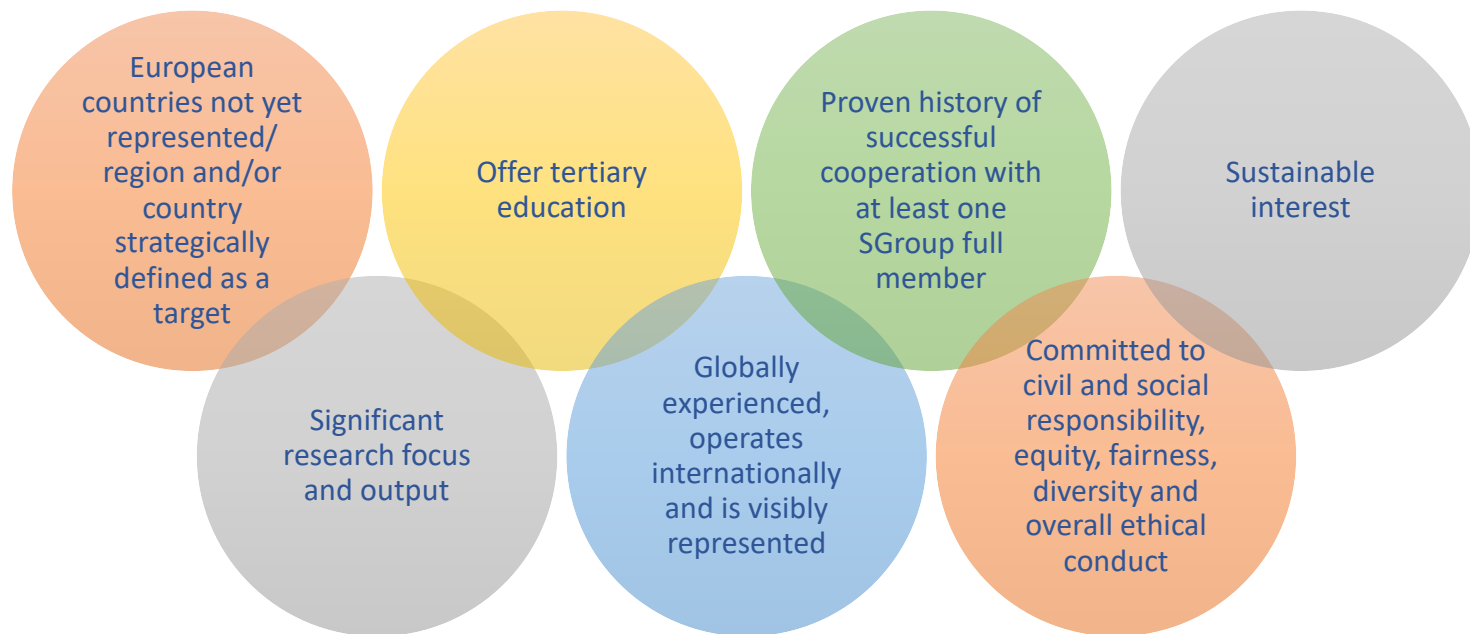 European
countries not yet
represented/
region and/or
country
strategically
defined as a
target
Significant
research focus
and output
Offer tertiary
education
Globally
experienced,
operates
internationally
and is visibly
represented
Proven history of
successful
cooperation with
at least one
SGroup full
member
Committed to
civil and social
responsibility,
equity, fairness,
diversity and
overall ethical
conduct
Sustainable
interest